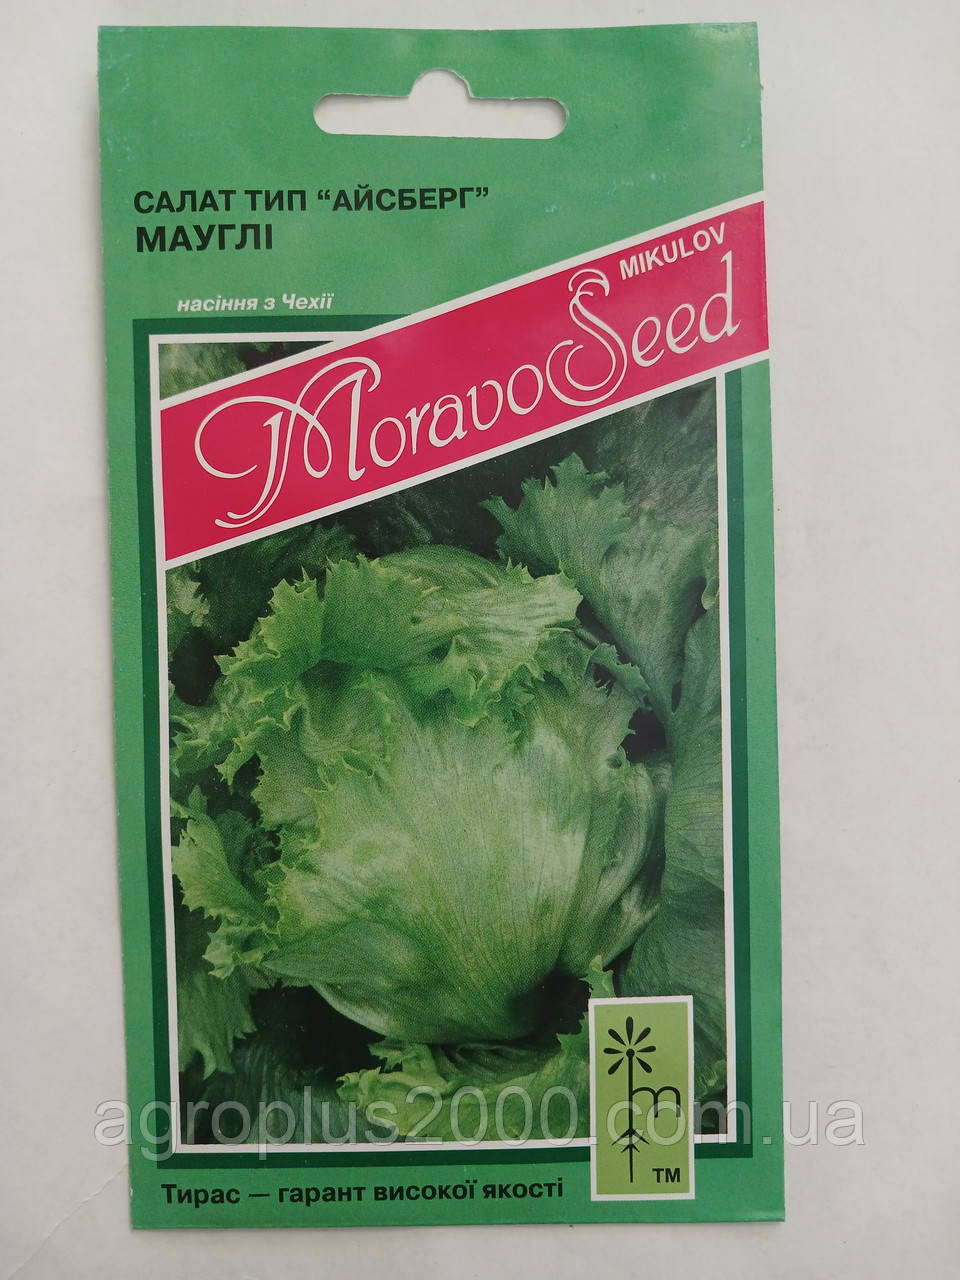 САЛАТ ТИП “АЙСБЕРГ”
МАУГЛІ
насіння з Чехії
MIKULOV
MoravoSeed
m
TM
agroplus2000.com.ua
Тирас — гарант високої якості